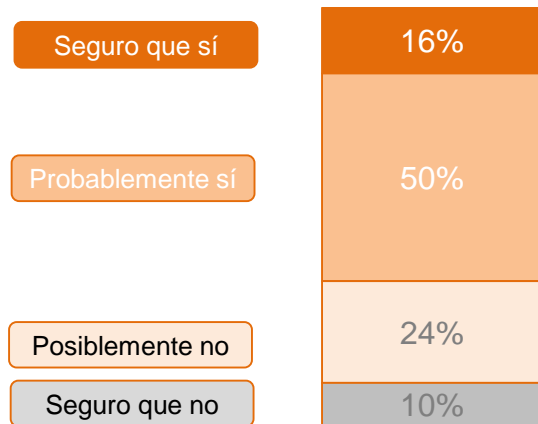 Seguro que sí 16%
Probablemente sí 50%
Posiblemente no 24%
Seguro que no 10%